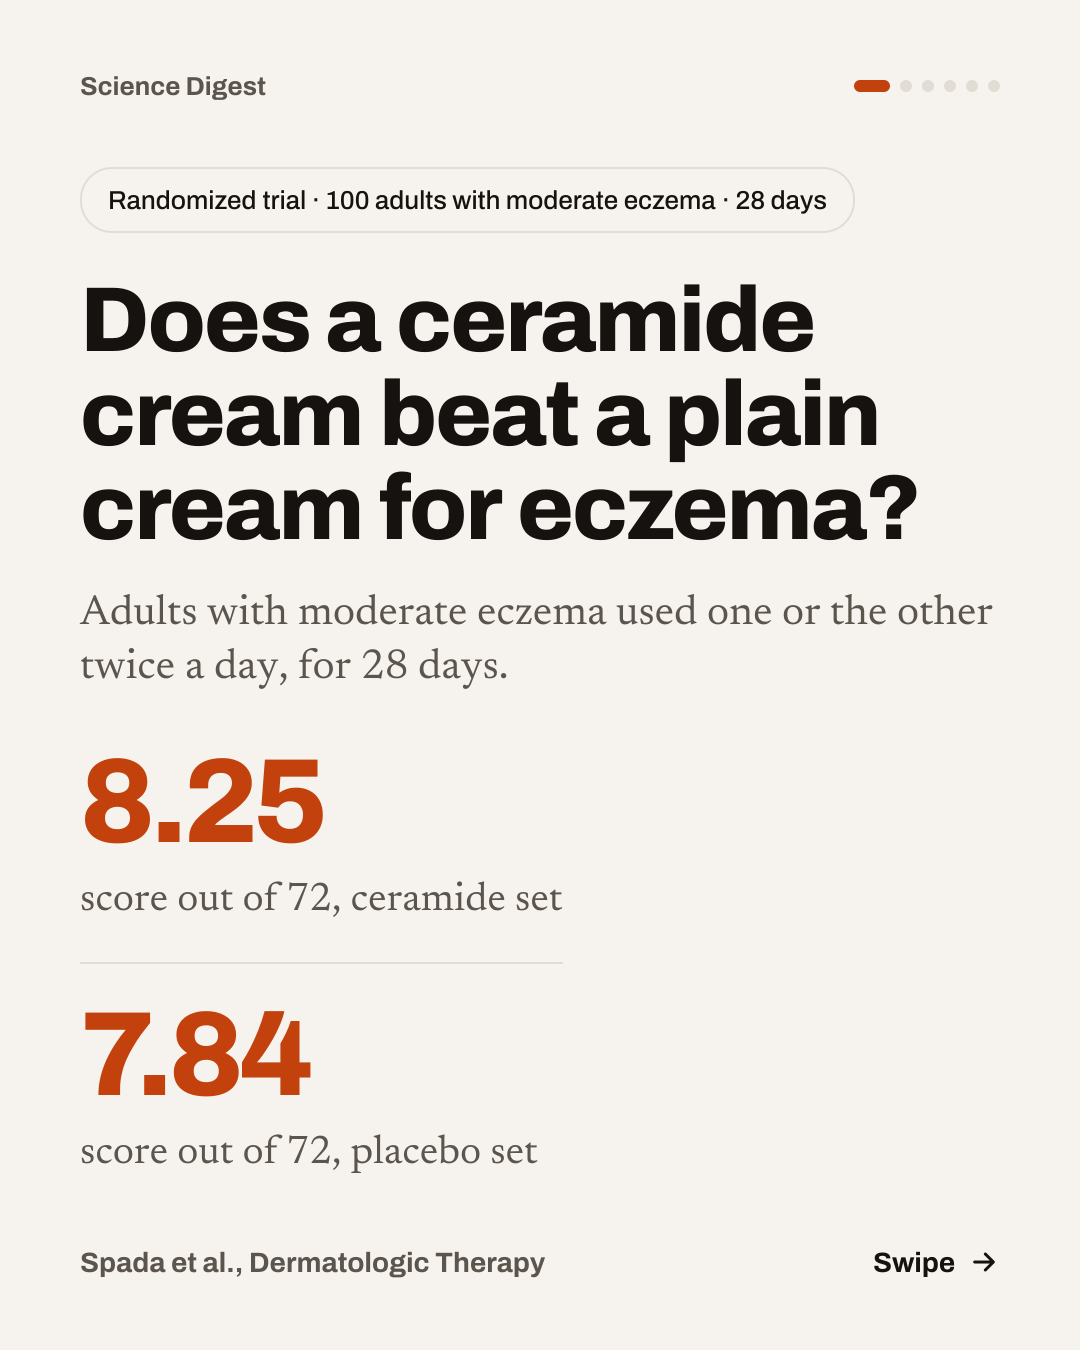 Science Digest
Randomized trial · 100 adults with moderate eczema · 28 days
Does a ceramide
cream beat a plain
cream for eczema?
Adults with moderate eczema used one or the other
twice a day, for 28 days.
8.25
score out of 72, ceramide set
7.84
score out of 72, placebo set
Spada et al., Dermatologic Therapy
Swipe →